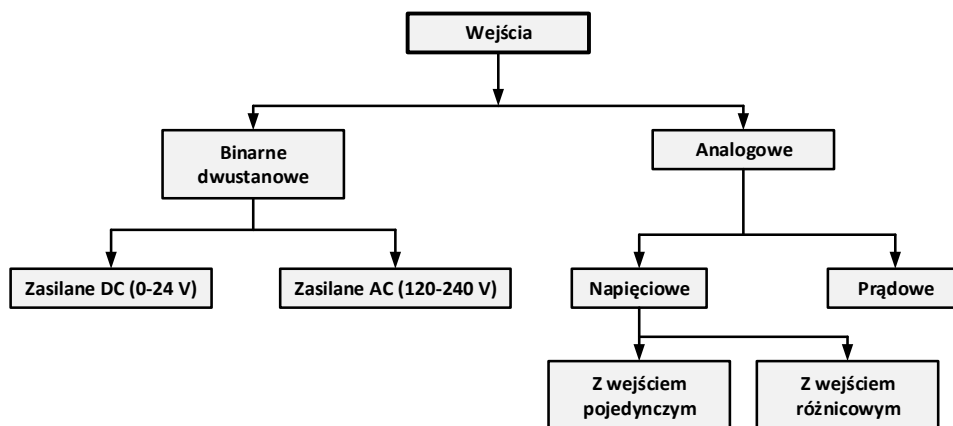 Wejścia
Binarne
dwustanowe
Analogowe
Zasilane DC (0-24 V)
Zasilane AC (120-240 V)
Napięciowe
Prądowe
Z wejściem
pojedynczym
Z wejściem
różnicowym